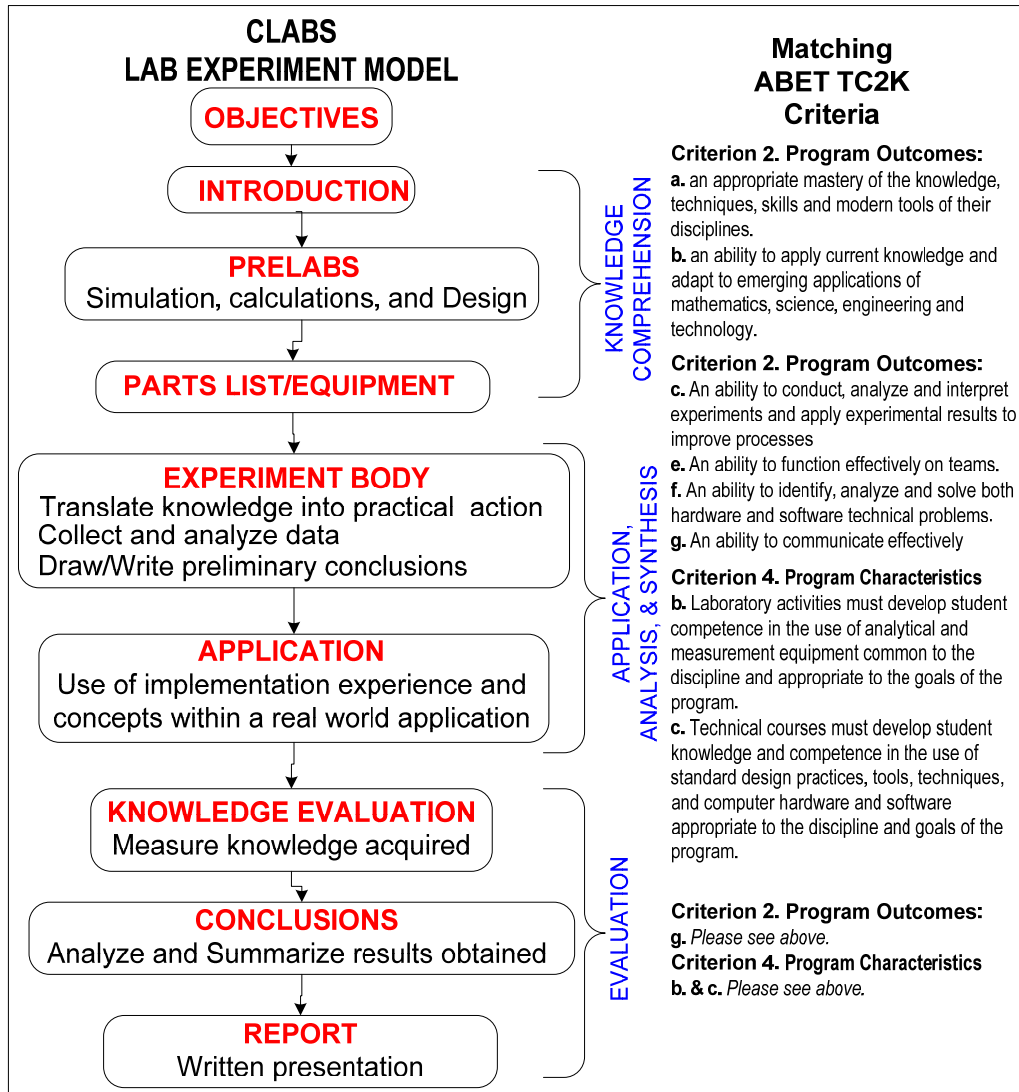 CLABS
LAB EXPERIMENT MODEL
OBJECTIVES
INTRODUCTION
PRELABS
Simulation, calculations, and Design
PARTS LIST/EQUIPMENT
EXPERIMENT BODY
Translate knowledge into practical action
Collect and analyze data
Draw/Write preliminary conclusions
APPLICATION
Use of implementation experience and
concepts within a real world application
KNOWLEDGE EVALUATION
Measure knowledge acquired
CONCLUSIONS
Analyze and Summarize results obtained
REPORT
Written presentation
KNOWLEDGE
COMPREHENSION
APPLICATION,
ANALYSIS, & SYNTHESIS
EVALUATION
Matching
ABET TC2K
Criteria
Criterion 2. Program Outcomes:
a. an appropriate mastery of the knowledge,
techniques, skills and modern tools of their
disciplines.
b. an ability to apply current knowledge and
adapt to emerging applications of
mathematics, science, engineering and
technology.
Criterion 2. Program Outcomes:
c. An ability to conduct, analyze and interpret
experiments and apply experimental results to
improve processes
e. An ability to function effectively on teams.
f. An ability to identify, analyze and solve both
hardware and software technical problems.
g. An ability to communicate effectively
Criterion 4. Program Characteristics
b. Laboratory activities must develop student
competence in the use of analytical and
measurement equipment common to the
discipline and appropriate to the goals of the
program.
c. Technical courses must develop student
knowledge and competence in the use of
standard design practices, tools, techniques,
and computer hardware and software
appropriate to the discipline and goals of the
program.
Criterion 2. Program Outcomes:
g. Please see above.
Criterion 4. Program Characteristics
b. & c. Please see above.